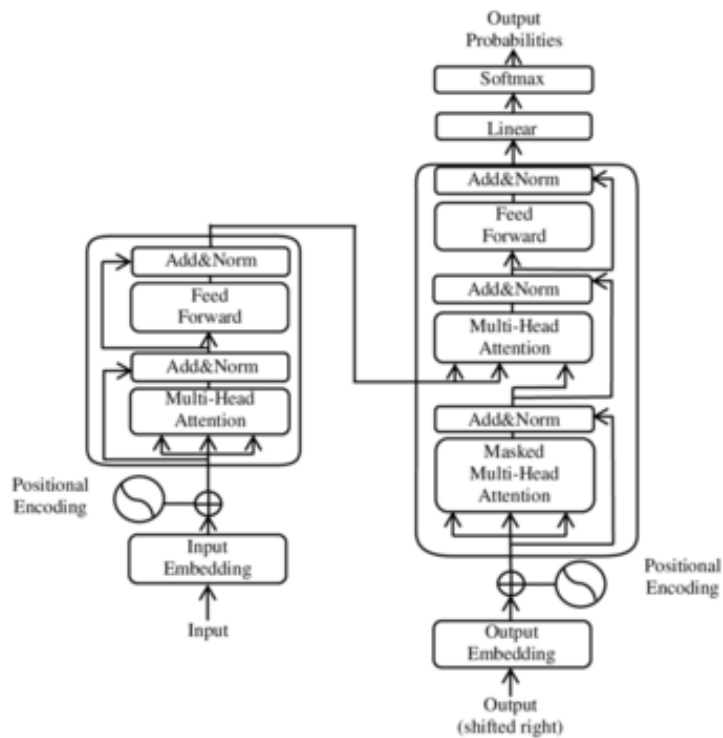 Output
Probabilities
Softmax
Linear
Add&Norm
Feed
Forward
Add&Norm
Multi-Head
Attention
Add&Norm
Masked
Multi-Head
Attention
Positional
Encoding
Output
Embedding
Output
(shifted right)
Add&Norm
Feed
Forward
Add&Norm
Multi-Head
Attention
Positional
Encoding
Input
Embedding
Input